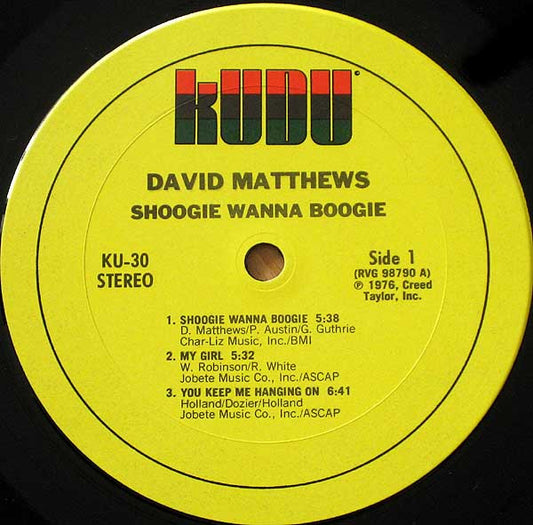 kUDU
DAVID MATTHEWS
SHOOGIE WANNA BOOGIE
KU-30
STEREO
Side 1
(RVG 98790 A)
℗ 1976, Creed
Taylor, Inc.
1. SHOOGIE WANNA BOOGIE 5:38
D. Matthews/P. Austin/G. Guthrie
Char-Liz Music, Inc./BMI
2. MY GIRL 5:32
W. Robinson/R. White
Jobete Music Co., Inc./ASCAP
3. YOU KEEP ME HANGING ON 6:41
Holland/Dozier/Holland
Jobete Music Co., Inc./ASCAP